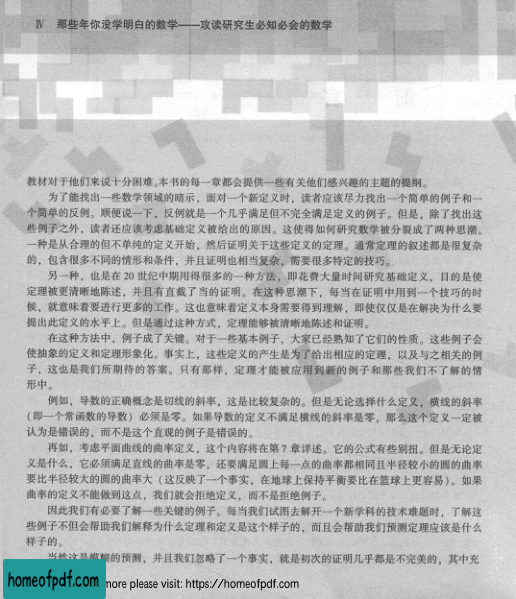 Ⅳ 那些年你没学明白的数学——攻读研究生必知必会的数学
教材对于他们来说十分困难。本书的每一章都会提供一些有关他们感兴趣的主题的提纲。
为了能找出一些数学领域的暗示，面对一个新定义时，读者应该尽力找出一个简单的例子和一
个简单的反例。顺便说一下，反例就是一个几乎满足但不完全满足定义的例子。但是，除了找出这
些例子之外，读者还应该考虑基础定义被给出的原因。这使得如何研究数学被分裂成了两种思潮。
一种是从合理的但不单纯的定义开始，然后证明关于这些定义的定理。通常定理的叙述都是很复杂
的，包含很多不同的情形和条件，并且证明也相当复杂，需要很多特定的技巧。
另一种，也是在 20 世纪中期用得很多的一种方法，即花费大量时间研究基础定义，目的是使
定理被更清晰地陈述，并且有直截了当的证明。在这种思潮下，每当在证明中用到一个技巧的时
候，就意味着要进行更多的工作。这也意味着定义本身需要得到理解，即使仅仅是在解决为什么要
提出此定义的水平上。但是通过这种方式，定理能够被清晰地陈述和证明。
在这种方法中，例子成了关键。对于一些基本例子，大家已经熟知了它们的性质。这些例子会
使抽象的定义和定理形象化。事实上，这些定义的产生是为了给出相应的定理，以及与之相关的例
子，这也是我们所期待的答案。只有那样，定理才能被应用到新的例子和那些我们不了解的情
形中。
例如，导数的正确概念是切线的斜率，这是比较复杂的。但是无论选择什么定义，横线的斜率
(即一个常函数的导数) 必须是零。如果导数的定义不满足横线的斜率是零，那么这个定义一定被
认为是错误的，而不是这个直观的例子是错误的。
再如，考虑平面曲线的曲率定义，这个内容将在第 7 章详述。它的公式有些别扭。但是无论定
义是什么，它必须满足直线的曲率是零，还要满足圆上每一点的曲率都相同且半径较小的圆的曲率
要比半径较大的圆的曲率大（这反映了一个事实，在地球上保持平衡要比在篮球上更容易）。如果
曲率的定义不能做到这点，我们就会拒绝定义，而不是拒绝例子。
因此我们有必要了解一些关键的例子。每当我们试图去解开一个新学科的技术难题时，了解这
些例子不但会帮助我们解释为什么定理和定义是这个样子的，而且会帮助我们预测定理应该是什么
样子的。
当然这是模糊的预测，并且我们忽略了一个事实，就是初次的证明几乎都是不完美的，其中充
homeofpdf.com more please visit: https://homeofpdf.com